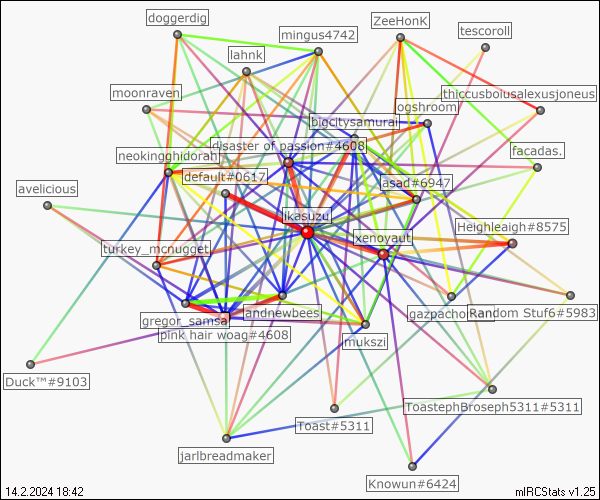 doggerdig
ZeeHonK
tescoroll
mingus4742
lahnk
moonraven
thiccusboiusalexusjoneus
ogshroom
bigcitysamurai
disaster of passion#4608
neokingghidorah
facadas.
default#0617
asad#6947
avelicious
likasuzu
Heighleaigh#8575
xenoyaut
turkey_mcnugget
andnewbees
gazpacho
Random Stuf6#5983
gregor_samsa
pink hair woag#4608
mukszi
Duck™#9103
ToastephBroseph5311#5311
Toast#5311
jarlbreadmaker
Knowun#6424
14.2.2024 18:42
mIRCStats v1.25